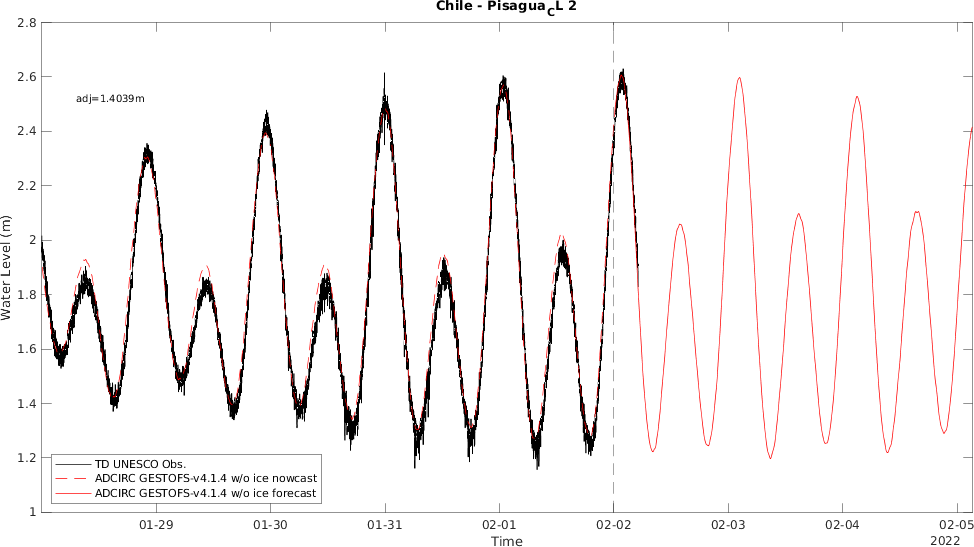 Chile - Pisagua_CL 2
2.8
2.6
adj=1.4039m
2.4
2.2
2
Water Level (m)
1.8
1.6
1.4
1.2
1
TD UNESCO Obs.
ADCIRC GESTOFS-v4.1.4 w/o ice nowcast
ADCIRC GESTOFS-v4.1.4 w/o ice forecast
01-29 01-30 01-31 02-01 02-02 02-03 02-04 02-05
Time 2022